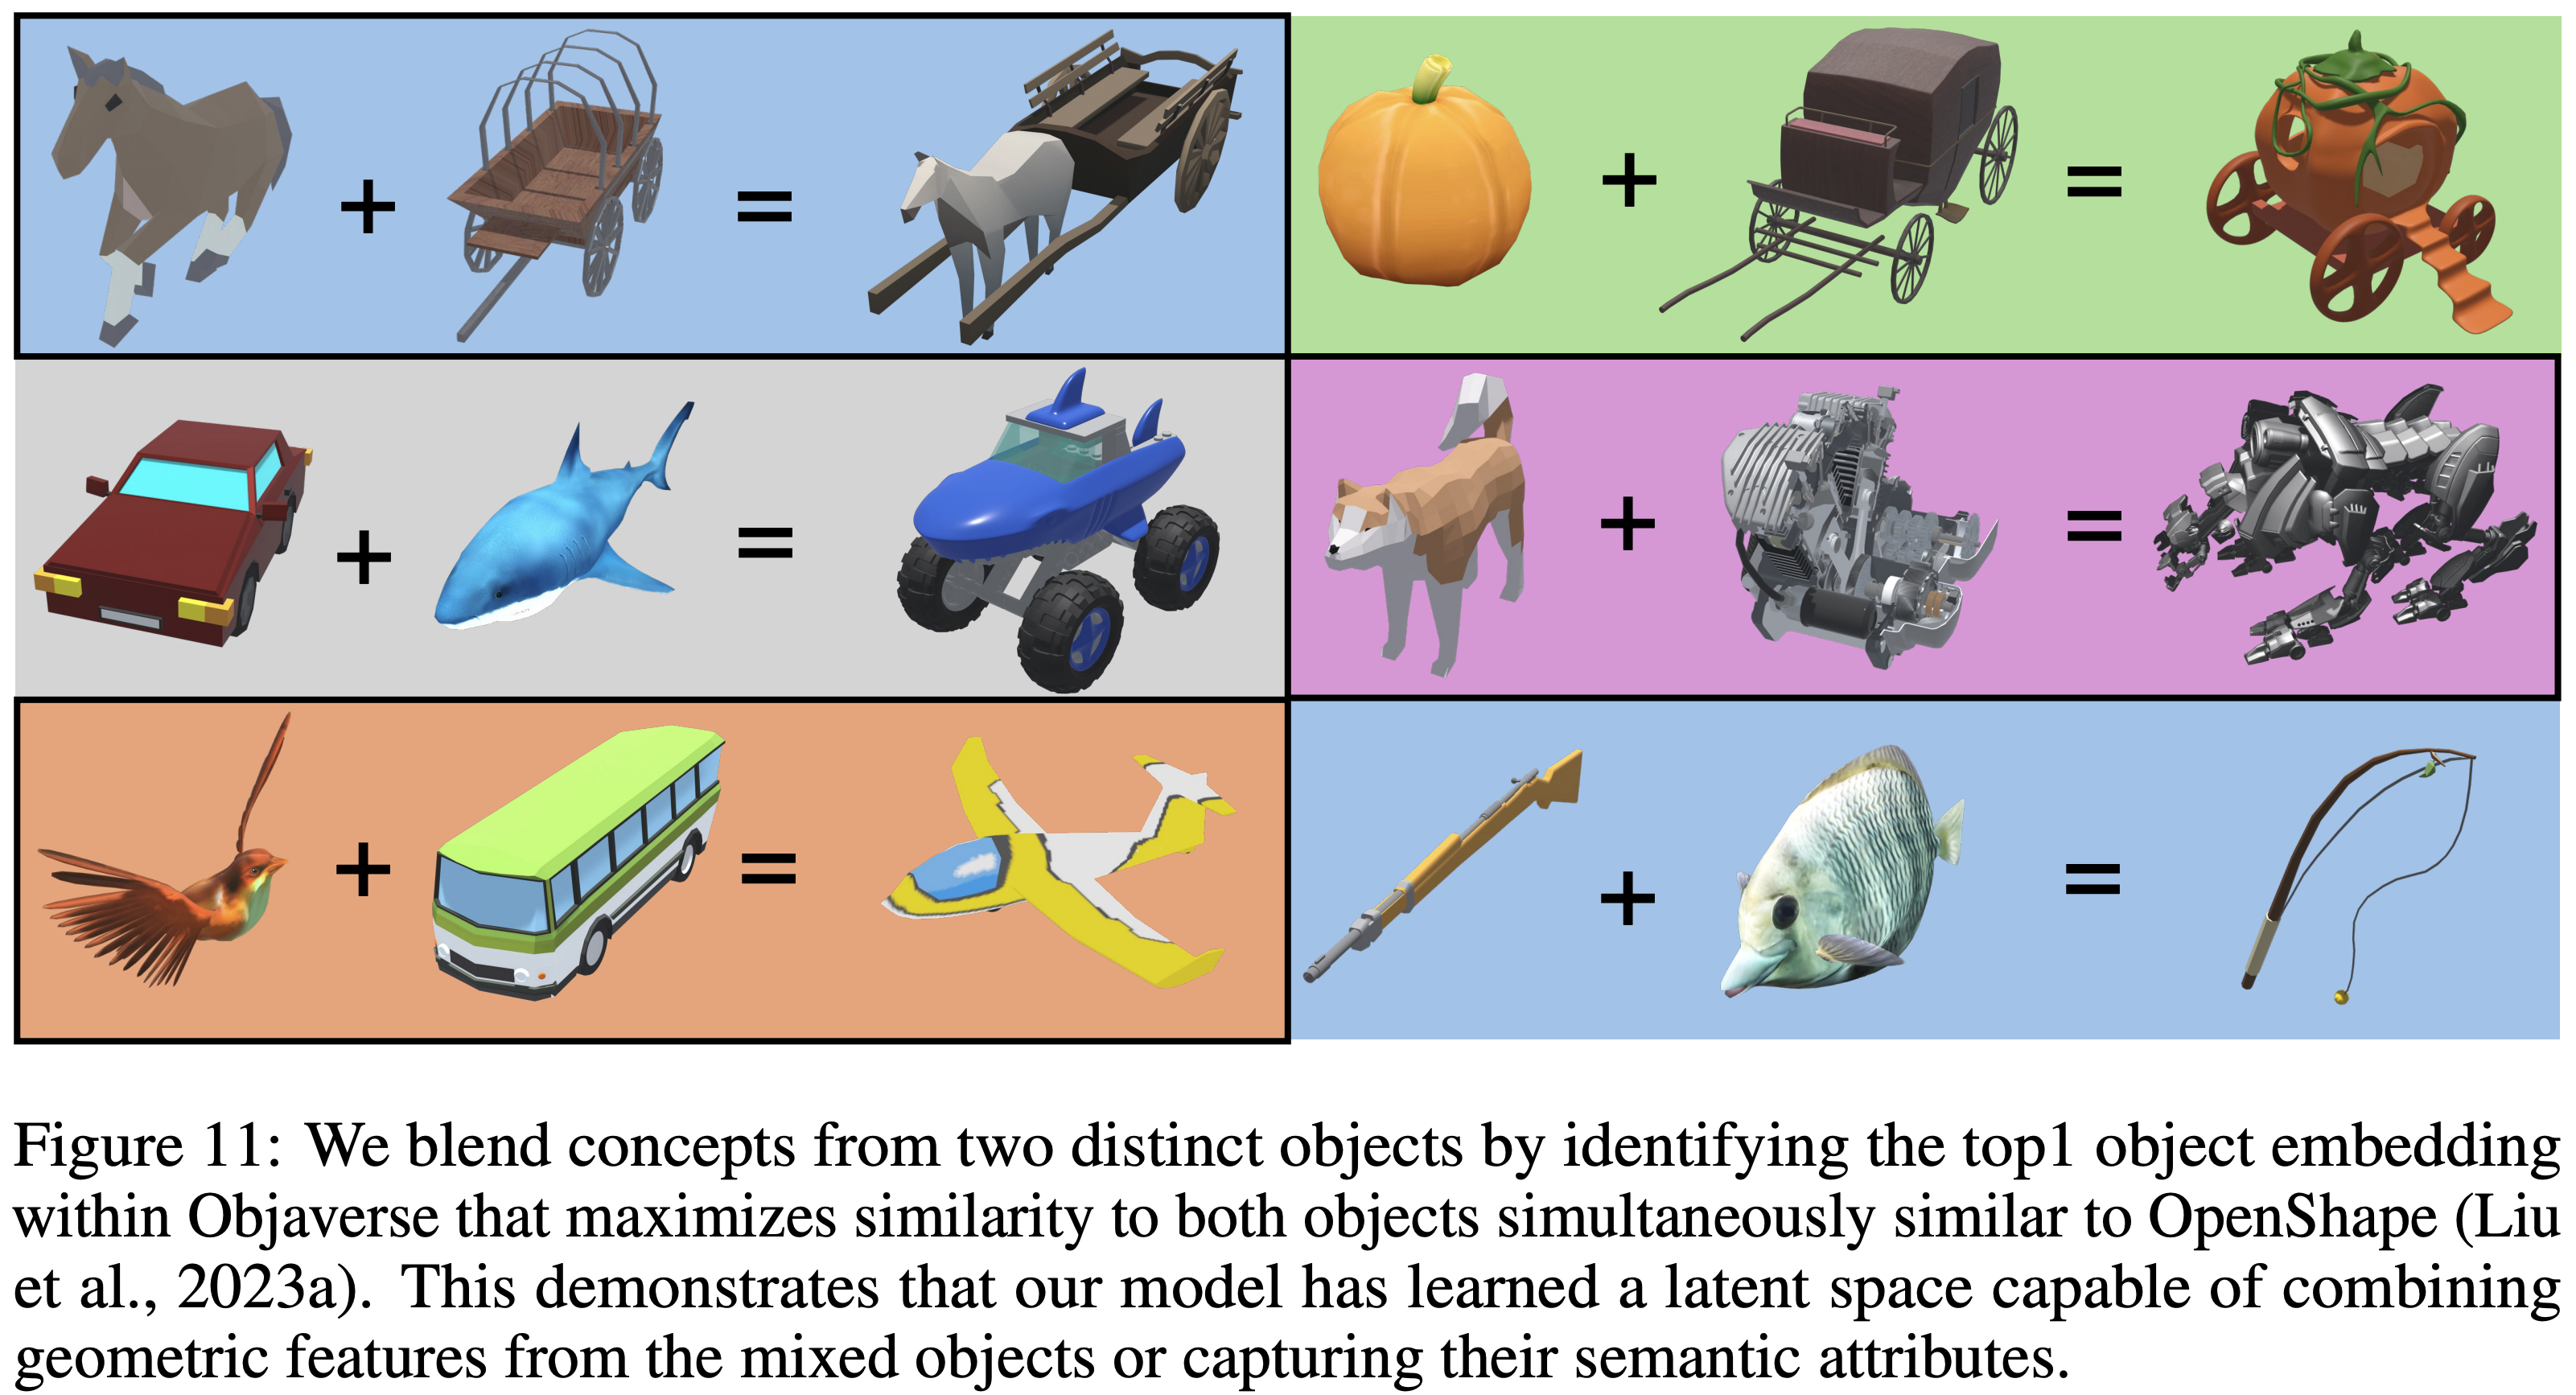 + = + =
+ = + =
+ = + =
Figure 11: We blend concepts from two distinct objects by identifying the top1 object embedding
within Objaverse that maximizes similarity to both objects simultaneously similar to OpenShape (Liu
et al., 2023a). This demonstrates that our model has learned a latent space capable of combining
geometric features from the mixed objects or capturing their semantic attributes.